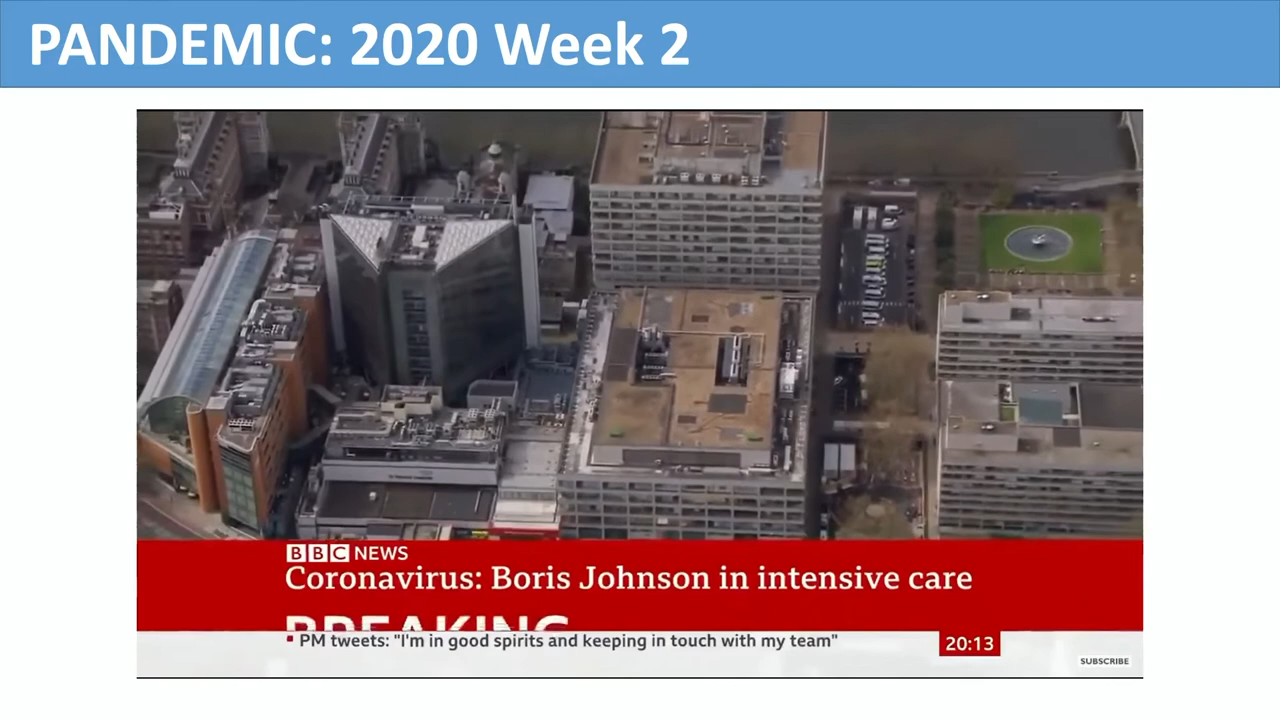 PANDEMIC: 2020 Week 2
BBC NEWS
Coronavirus: Boris Johnson in intensive care
BREAKING
PM tweets: "I'm in good spirits and keeping in touch with my team"
20:13
SUBSCRIBE